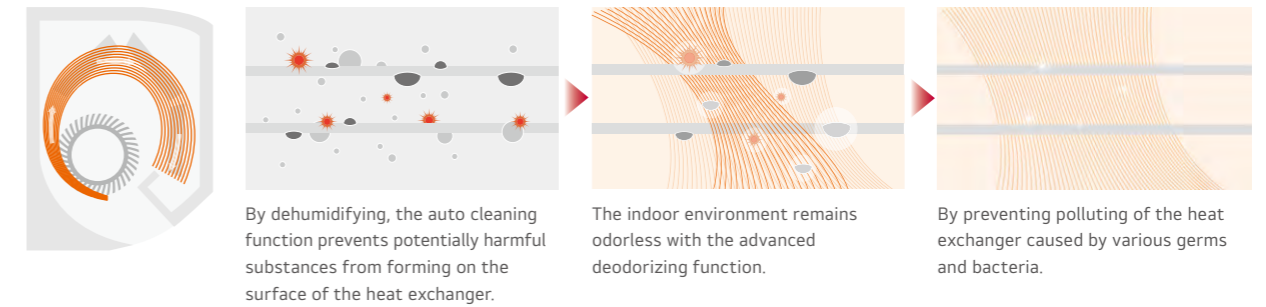 By dehumidifying, the auto cleaning
function prevents potentially harmful
substances from forming on the
surface of the heat exchanger.
The indoor environment remains
odorless with the advanced
deodorizing function.
By preventing polluting of the heat
exchanger caused by various germs
and bacteria.